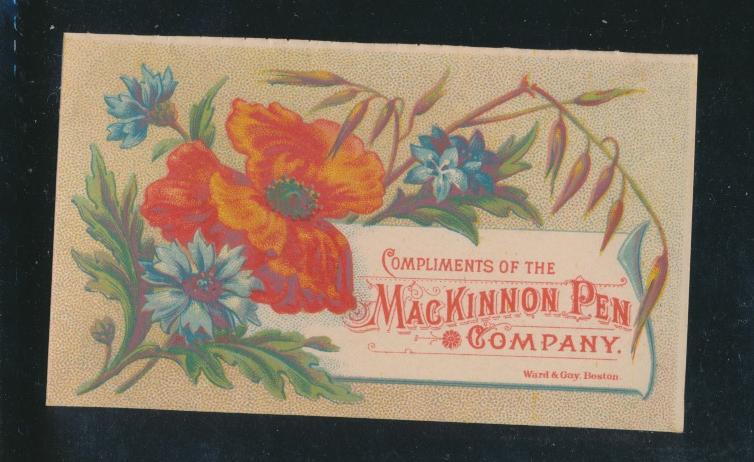 COMPLIMENTS OF THE
MACKINNON PEN
COMPANY.
Ward & Gay, Boston.